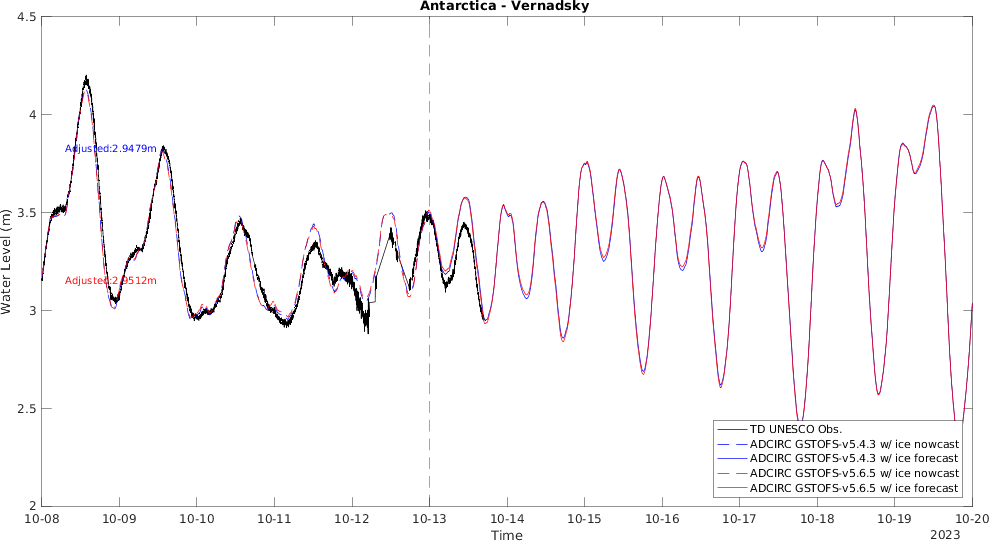 Antarctica - Vernadsky
Water Level (m)
4.5
4
3.5
3
2.5
2
Adjusted:2.9479m
Adjusted:2.9512m
TD UNESCO Obs.
ADCIRC GSTOFS-v5.4.3 w/ ice nowcast
ADCIRC GSTOFS-v5.4.3 w/ ice forecast
ADCIRC GSTOFS-v5.6.5 w/ ice nowcast
ADCIRC GSTOFS-v5.6.5 w/ ice forecast
10-08 10-09 10-10 10-11 10-12 10-13 10-14 10-15 10-16 10-17 10-18 10-19 10-20
Time
2023